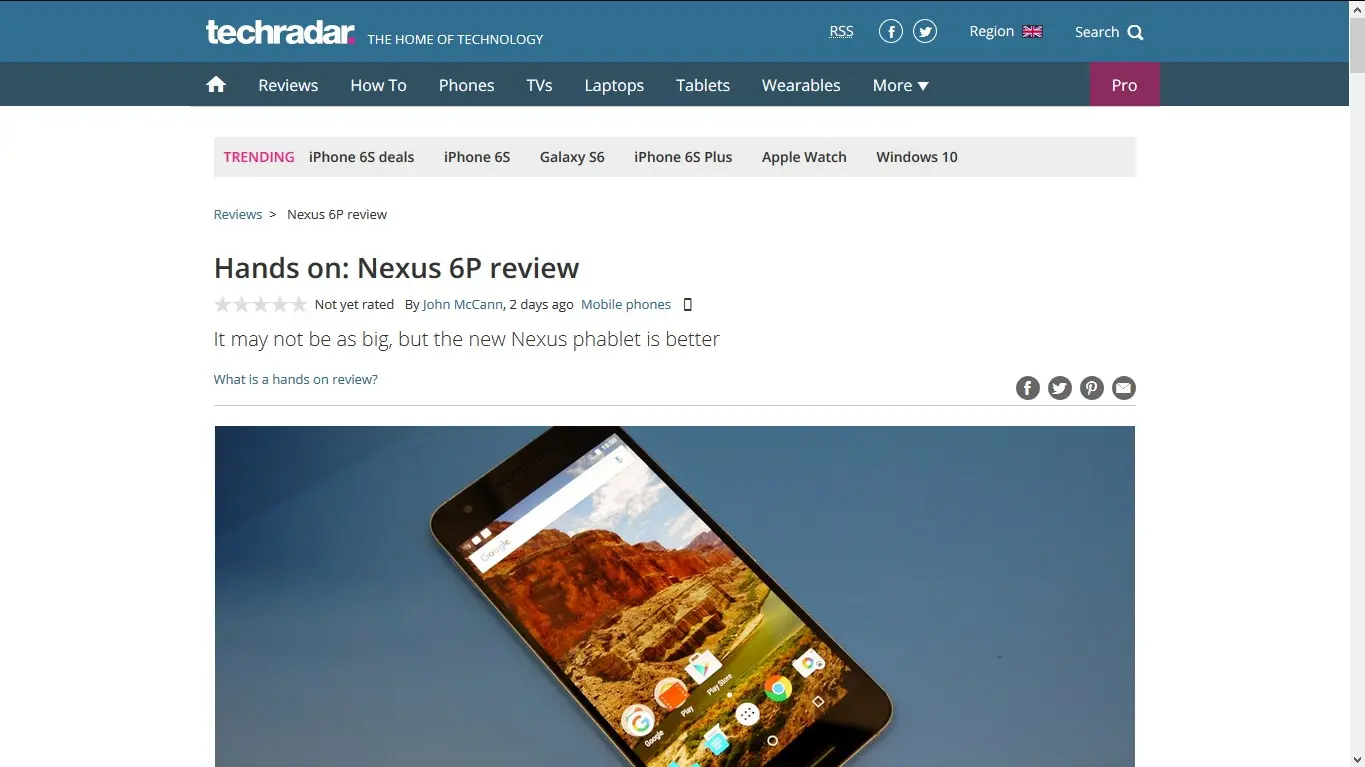 techradar. THE HOME OF TECHNOLOGY RSS Region Search
Reviews How To Phones TVs Laptops Tablets Wearables More Pro
TRENDING iPhone 6S deals iPhone 6S Galaxy S6 iPhone 6S Plus Apple Watch Windows 10
Reviews > Nexus 6P review
Hands on: Nexus 6P review
Not yet rated By John McCann, 2 days ago Mobile phones
It may not be as big, but the new Nexus phablet is better
What is a hands on review?
Google
Play Store
Play
Google